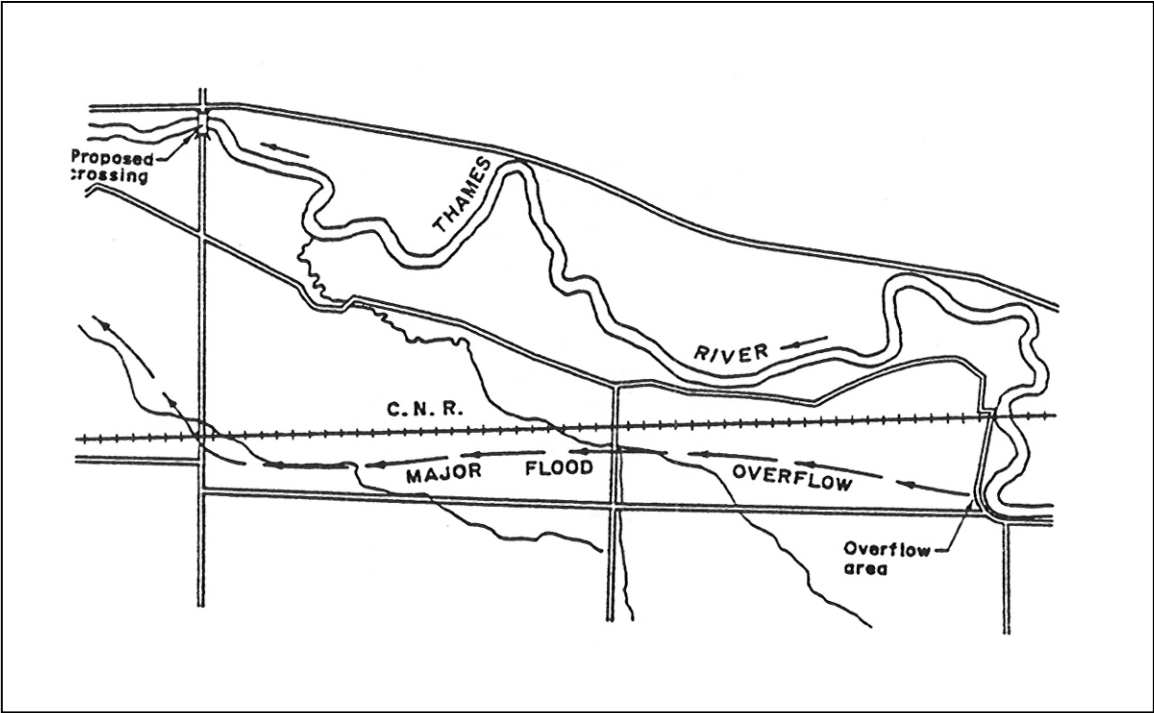 Proposed
crossing
THAMES
RIVER
C.N.R.
MAJOR FLOOD OVERFLOW
Overflow
area